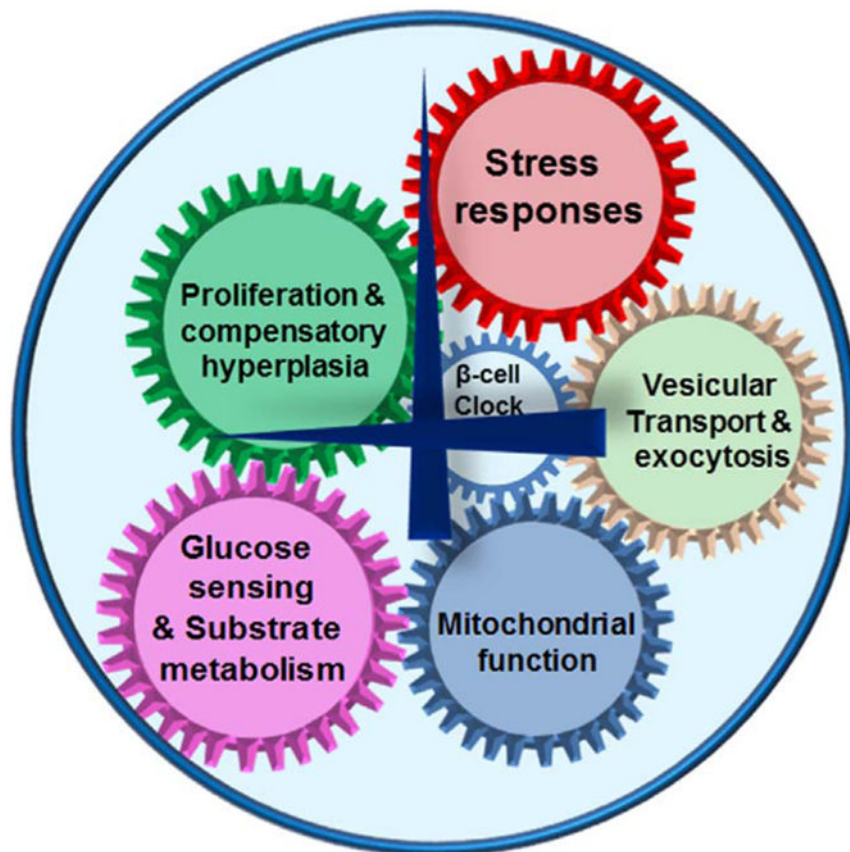 Stress
responses
Proliferation &
compensatory
hyperplasia
β-cell
Clock
Vesicular
Transport &
exocytosis
Glucose
sensing
& Substrate
metabolism
Mitochondrial
function